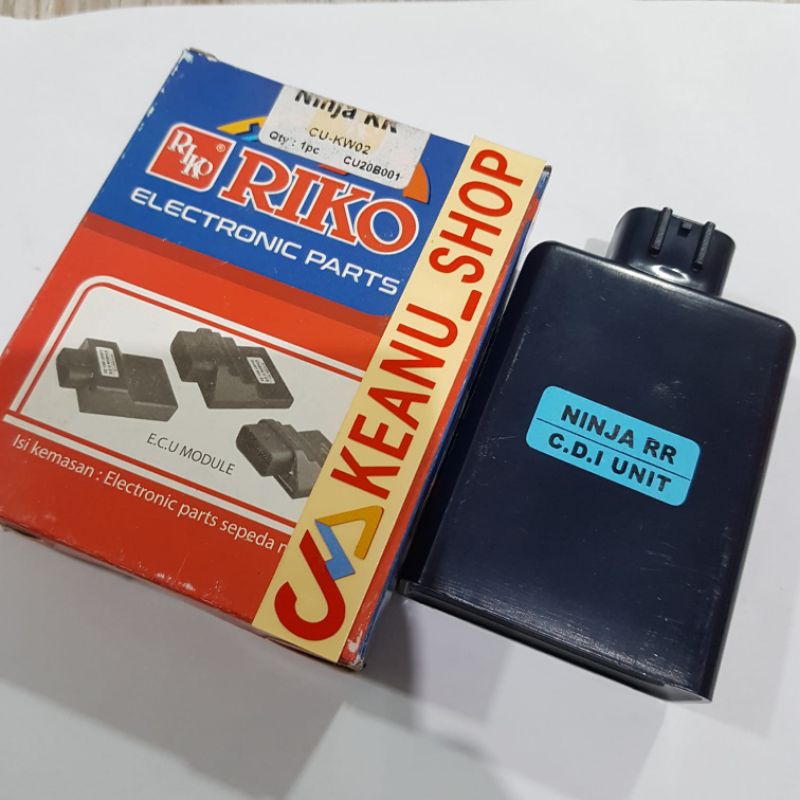 Ninja RR
CU-KW02
Qty : 1pc CU20B001
RIKO
RIKO
ELECTRONIC PARTS
E.C.U MODULE
Isi kemasan : Electronic parts sepeda
KEANU_SHOP
NINJA RR
C.D.I UNIT